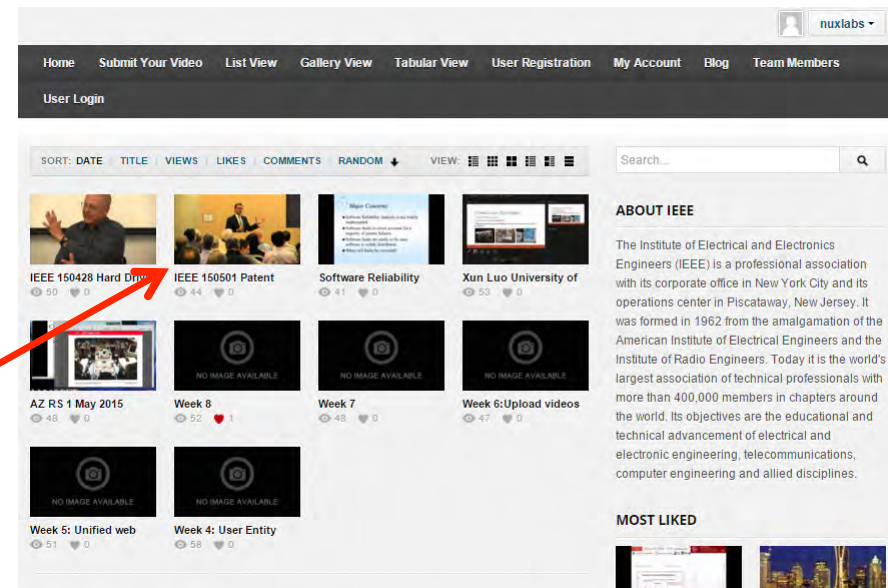 nuxlabs
Home Submit Your Video List View Gallery View Tabular View User Registration My Account Blog Team Members
User Login
SORT: DATE TITLE VIEWS LIKES COMMENTS RANDOM VIEW:
Search...
IEEE 150428 Hard Driv
50 0
IEEE 150501 Patent
44 0
Major Concerns
Software Reliability
41 0
Xun Luo University of
53 0
AZ RS 1 May 2015
48 0
NO IMAGE AVAILABLE
Week 8
52 1
NO IMAGE AVAILABLE
Week 7
48 0
NO IMAGE AVAILABLE
Week 6:Upload videos
47 0
NO IMAGE AVAILABLE
Week 5: Unified web
51 0
NO IMAGE AVAILABLE
Week 4: User Entity
58 0
ABOUT IEEE
The Institute of Electrical and Electronics
Engineers (IEEE) is a professional association
with its corporate office in New York City and its
operations center in Piscataway, New Jersey. It
was formed in 1962 from the amalgamation of the
American Institute of Electrical Engineers and the
Institute of Radio Engineers. Today it is the world's
largest association of technical professionals with
more than 400,000 members in chapters around
the world. Its objectives are the educational and
technical advancement of electrical and
electronic engineering, telecommunications,
computer engineering and allied disciplines.
MOST LIKED